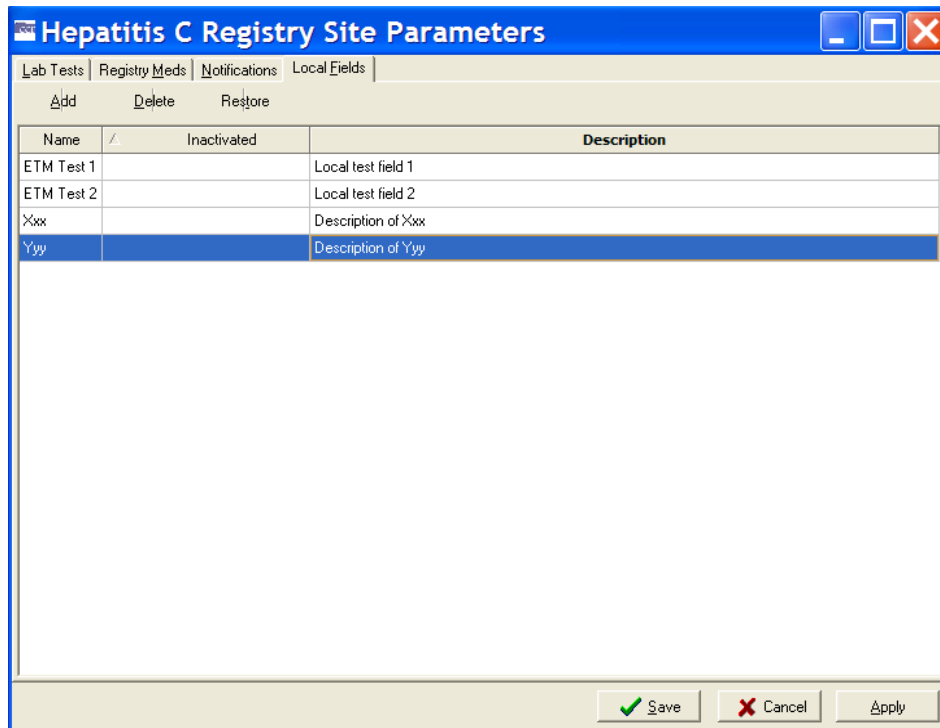 Hepatitis C Registry Site Parameters
Lab Tests Registry Meds Notifications Local Fields
Add Delete Restore
Name Inactivated Description
ETM Test 1 Local test field 1
ETM Test 2 Local test field 2
Xxx Description of Xxx
Yyy Description of Yyy
Save Cancel Apply